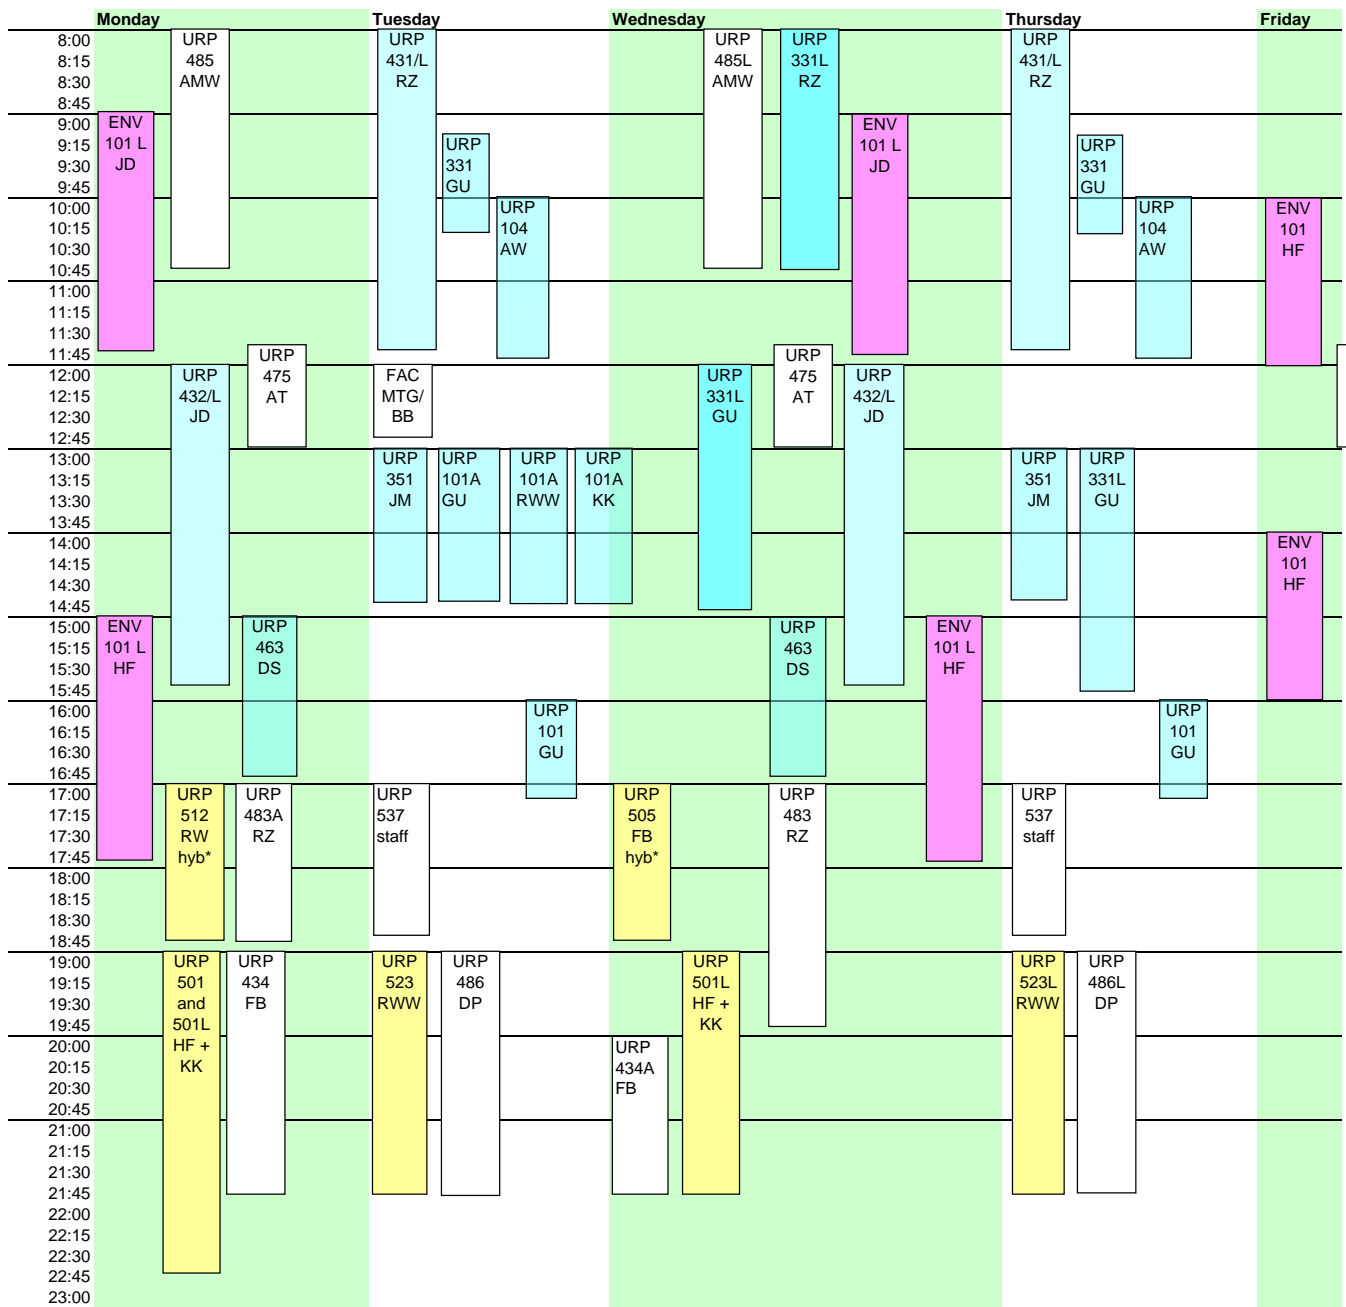 Monday Tuesday Wednesday Thursday Friday
8:00
8:15
8:30
8:45
9:00
9:15
9:30
9:45
10:00
10:15
10:30
10:45
11:00
11:15
11:30
11:45
12:00
12:15
12:30
12:45
13:00
13:15
13:30
13:45
14:00
14:15
14:30
14:45
15:00
15:15
15:30
15:45
16:00
16:15
16:30
16:45
17:00
17:15
17:30
17:45
18:00
18:15
18:30
18:45
19:00
19:15
19:30
19:45
20:00
20:15
20:30
20:45
21:00
21:15
21:30
21:45
22:00
22:15
22:30
22:45
23:00
URP
485
AMW
ENV
101 L
JD
URP
475
AT
URP
432/L
JD
ENV
101 L
HF
URP
463
DS
URP
512
RW
hyb*
URP
483A
RZ
URP
501
and
501L
HF +
KK
URP
434
FB
URP
431/L
RZ
URP
331
GU
URP
104
AW
FAC
MTG/
BB
URP
351
JM
URP
101A
GU
URP
101A
RWW
URP
101A
KK
URP
101
GU
URP
537
staff
URP
523
RWW
URP
486
DP
URP
485L
AMW
URP
331L
RZ
ENV
101 L
JD
URP
331L
GU
URP
475
AT
URP
432/L
JD
URP
463
DS
ENV
101 L
HF
URP
505
FB
hyb*
URP
483
RZ
URP
501L
HF +
KK
URP
434A
FB
URP
431/L
RZ
URP
331
GU
URP
104
AW
URP
351
JM
URP
331L
GU
URP
101
GU
URP
537
staff
URP
523L
RWW
URP
486L
DP
ENV
101
HF
ENV
101
HF